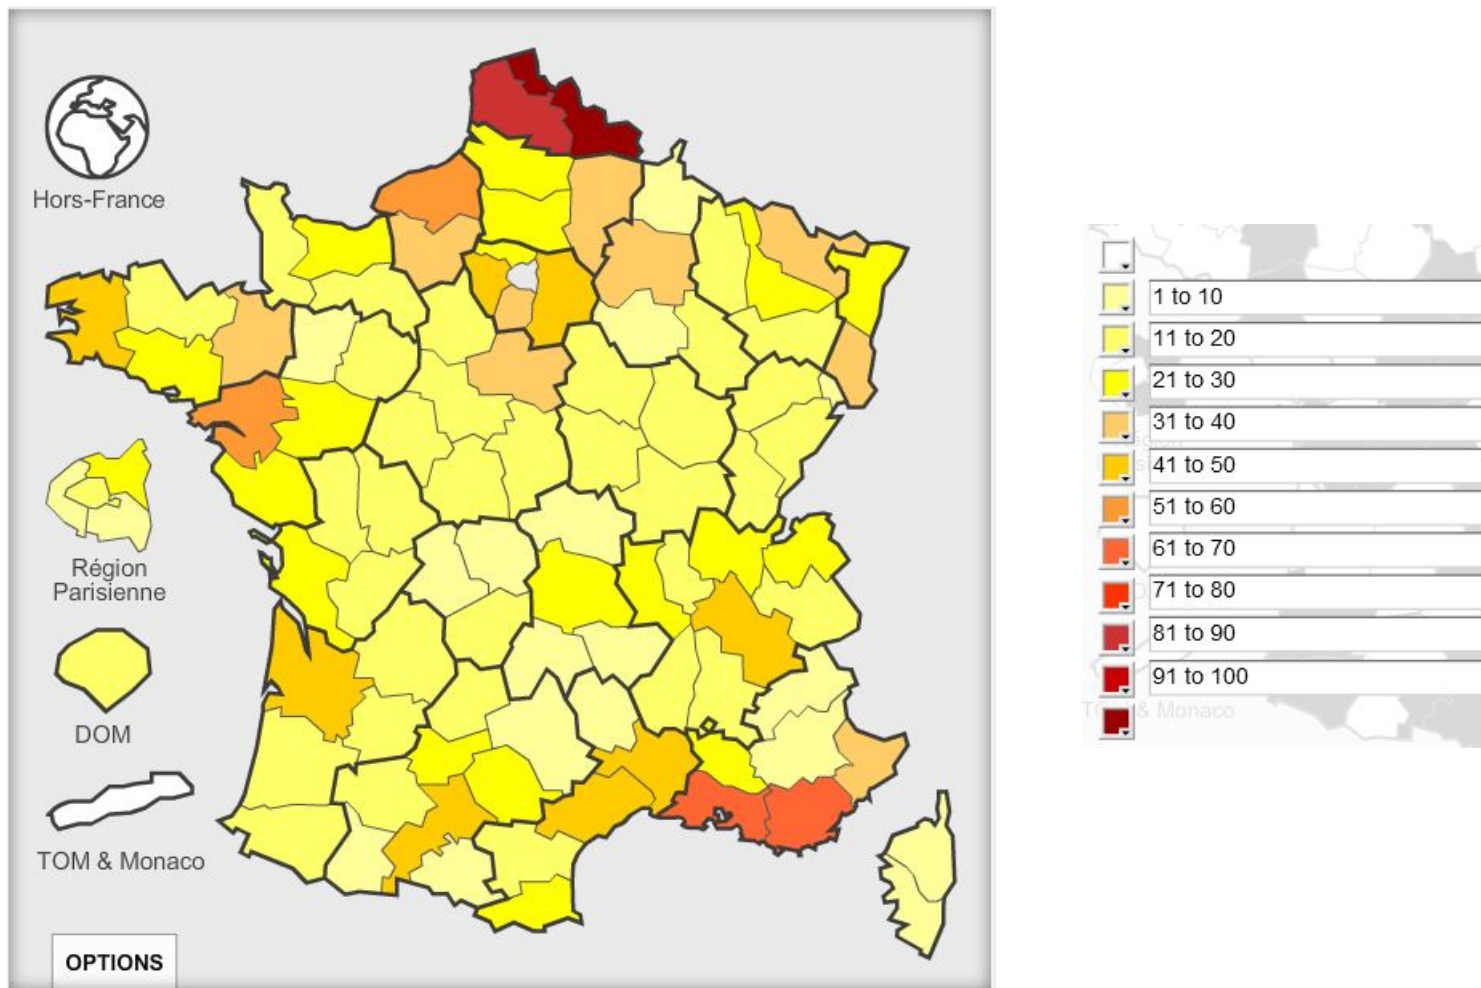 Hors-France
Région
Parisienne
DOM
TOM & Monaco
OPTIONS
1 to 10
11 to 20
21 to 30
31 to 40
41 to 50
51 to 60
61 to 70
71 to 80
81 to 90
91 to 100
TOM & Monaco